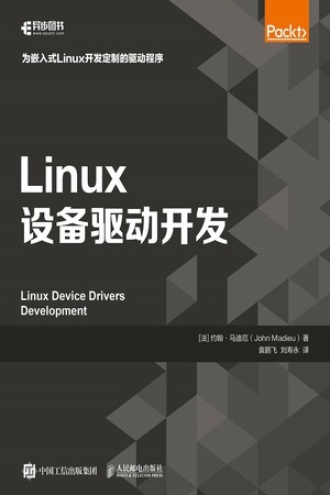 异步图书
www.epubit.com
Packt>
为嵌入式Linux开发定制的驱动程序
Linux
设备驱动开发
Linux Device Drivers
Development
[法] 约翰·马迪厄（John Madieu）著
袁鹏飞 刘寿永 译
中国工信出版集团
人民邮电出版社
POSTS & TELECOM PRESS